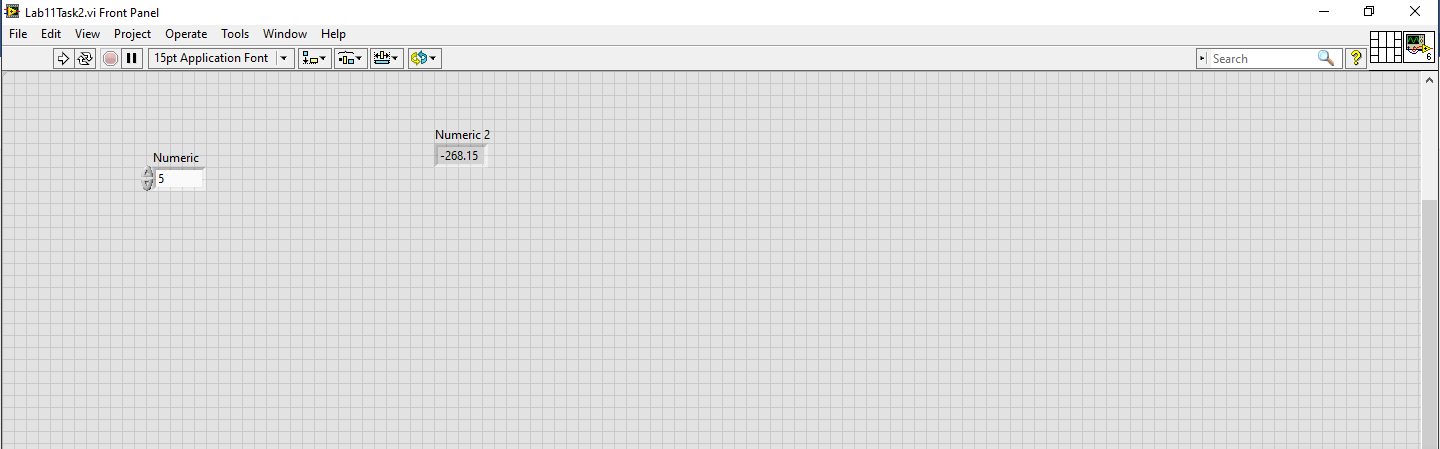 Lab11Task2.vi Front Panel
File Edit View Project Operate Tools Window Help
15pt Application Font
Search
?
6
Numeric 2
-268.15
Numeric
5